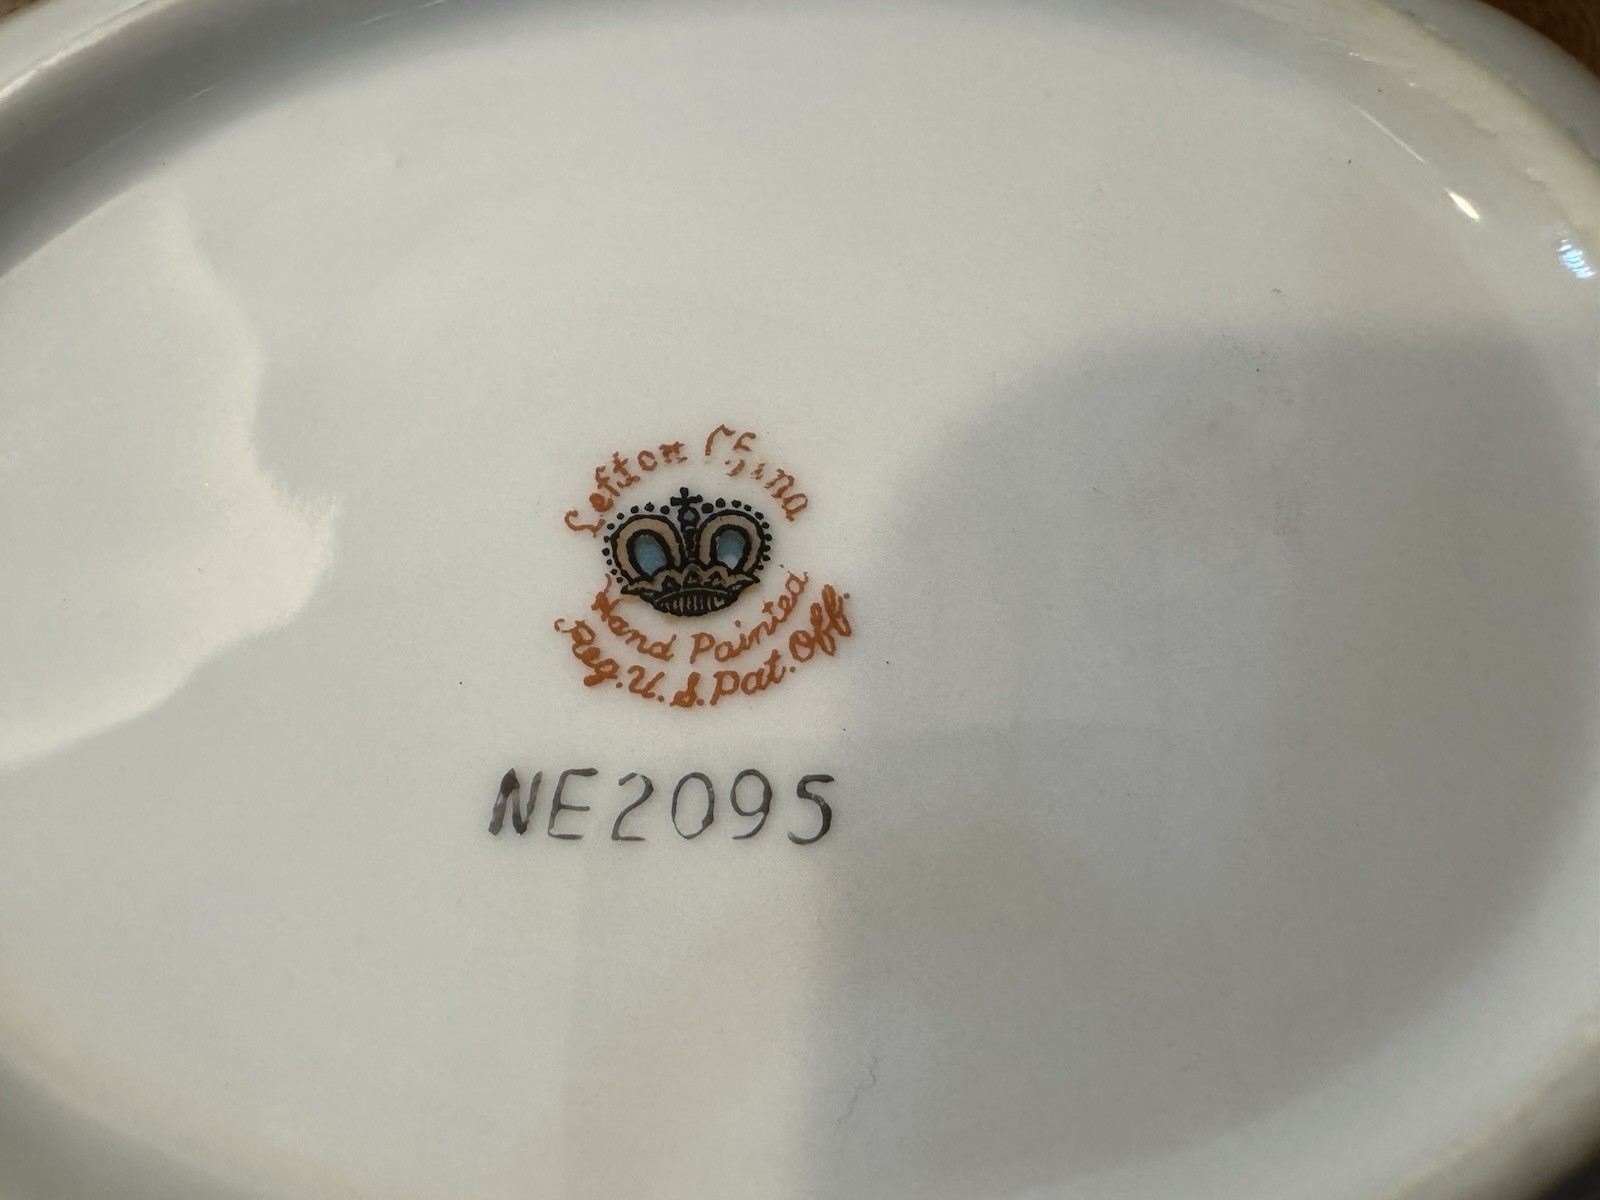 Lefton China
Hand Painted
Reg. U. S. Pat. Off.
NE2095